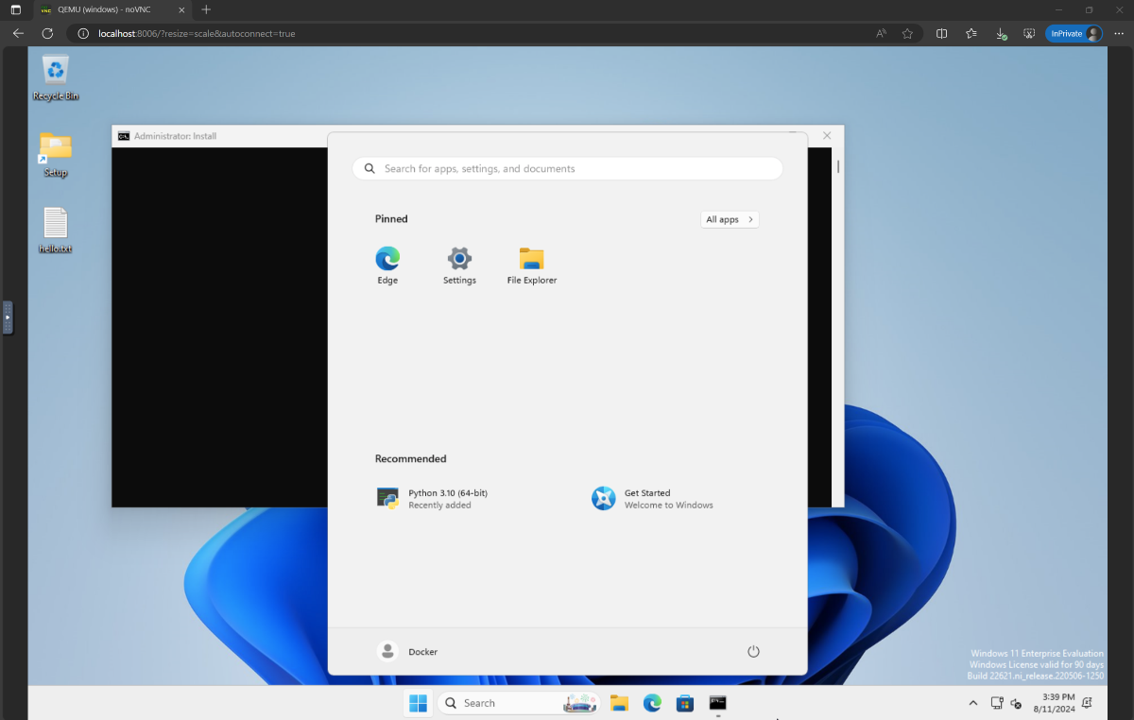 QEMU (windows) - noVNC
localhost:8006/?resize=scale&autoconnect=true
InPrivate
Recycle Bin
Setup
hello.txt
Administrator: Install
Search for apps, settings, and documents
Pinned
All apps
Edge
Settings
File Explorer
Recommended
Python 3.10 (64-bit)
Recently added
Get Started
Welcome to Windows
Docker
Windows 11 Enterprise Evaluation
Windows License valid for 90 days
Build 22621.ni_release.220506-1250
Search
3:39 PM
8/11/2024